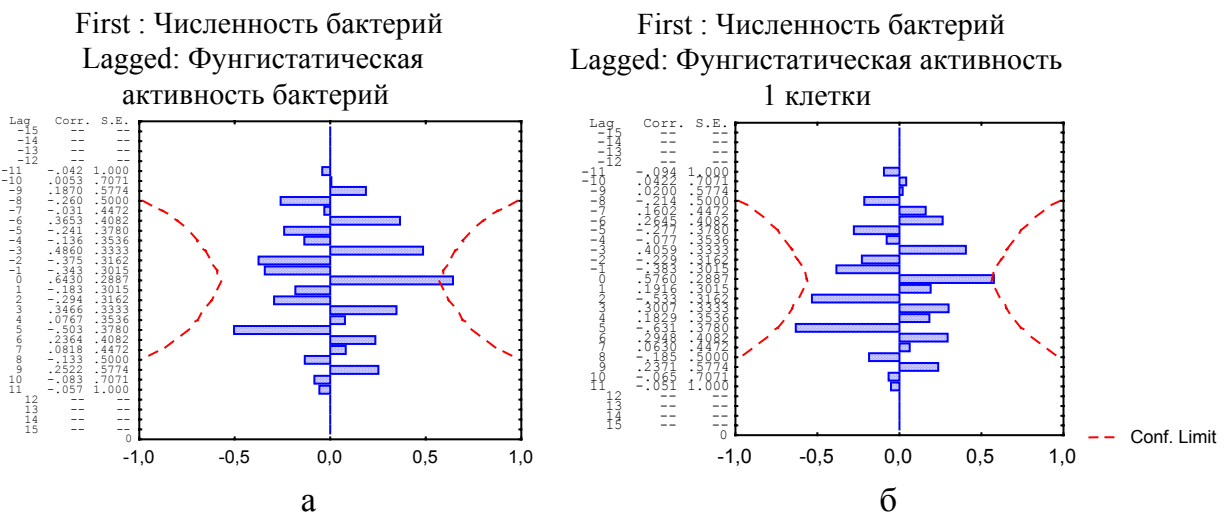 First : Численность бактерий
Lagged: Фунгистатическая
активность бактерий
Lag Corr. S.E.
-15 -- --
-14 -- --
-13 -- --
-12 -- --
-11 -.042 1.000
-10 .0053 .7071
-9 .1870 .5774
-8 -.260 .5000
-7 -.031 .4472
-6 .3653 .4082
-5 -.241 .3780
-4 -.136 .3536
-3 .4860 .3333
-2 -.375 .3162
-1 -.343 .3015
0 .6430 .2887
1 -.183 .3015
2 -.294 .3162
3 .3466 .3333
4 .0767 .3536
5 -.503 .3780
6 .2364 .4082
7 .0818 .4472
8 -.133 .5000
9 .2522 .5774
10 -.083 .7071
11 -.057 1.000
12 -- --
13 -- --
14 -- --
15 -- --
0
-1,0 -0,5 0,0 0,5 1,0
а
First : Численность бактерий
Lagged: Фунгистатическая активность
1 клетки
Lag Corr. S.E.
-15 -- --
-14 -- --
-13 -- --
-12 -- --
-11 -.094 1.000
-10 .0422 .7071
-9 .0200 .5774
-8 -.214 .5000
-7 .1602 .4472
-6 .2645 .4082
-5 -.277 .3780
-4 -.077 .3536
-3 .4059 .3333
-2 -.229 .3162
-1 -.383 .3015
0 .5760 .2887
1 .1916 .3015
2 -.533 .3162
3 .3007 .3333
4 .1829 .3536
5 -.631 .3780
6 .2948 .4082
7 .0630 .4472
8 -.185 .5000
9 .2371 .5774
10 -.065 .7071
11 -.051 1.000
12 -- --
13 -- --
14 -- --
15 -- --
0
-1,0 -0,5 0,0 0,5 1,0
Conf. Limit
б